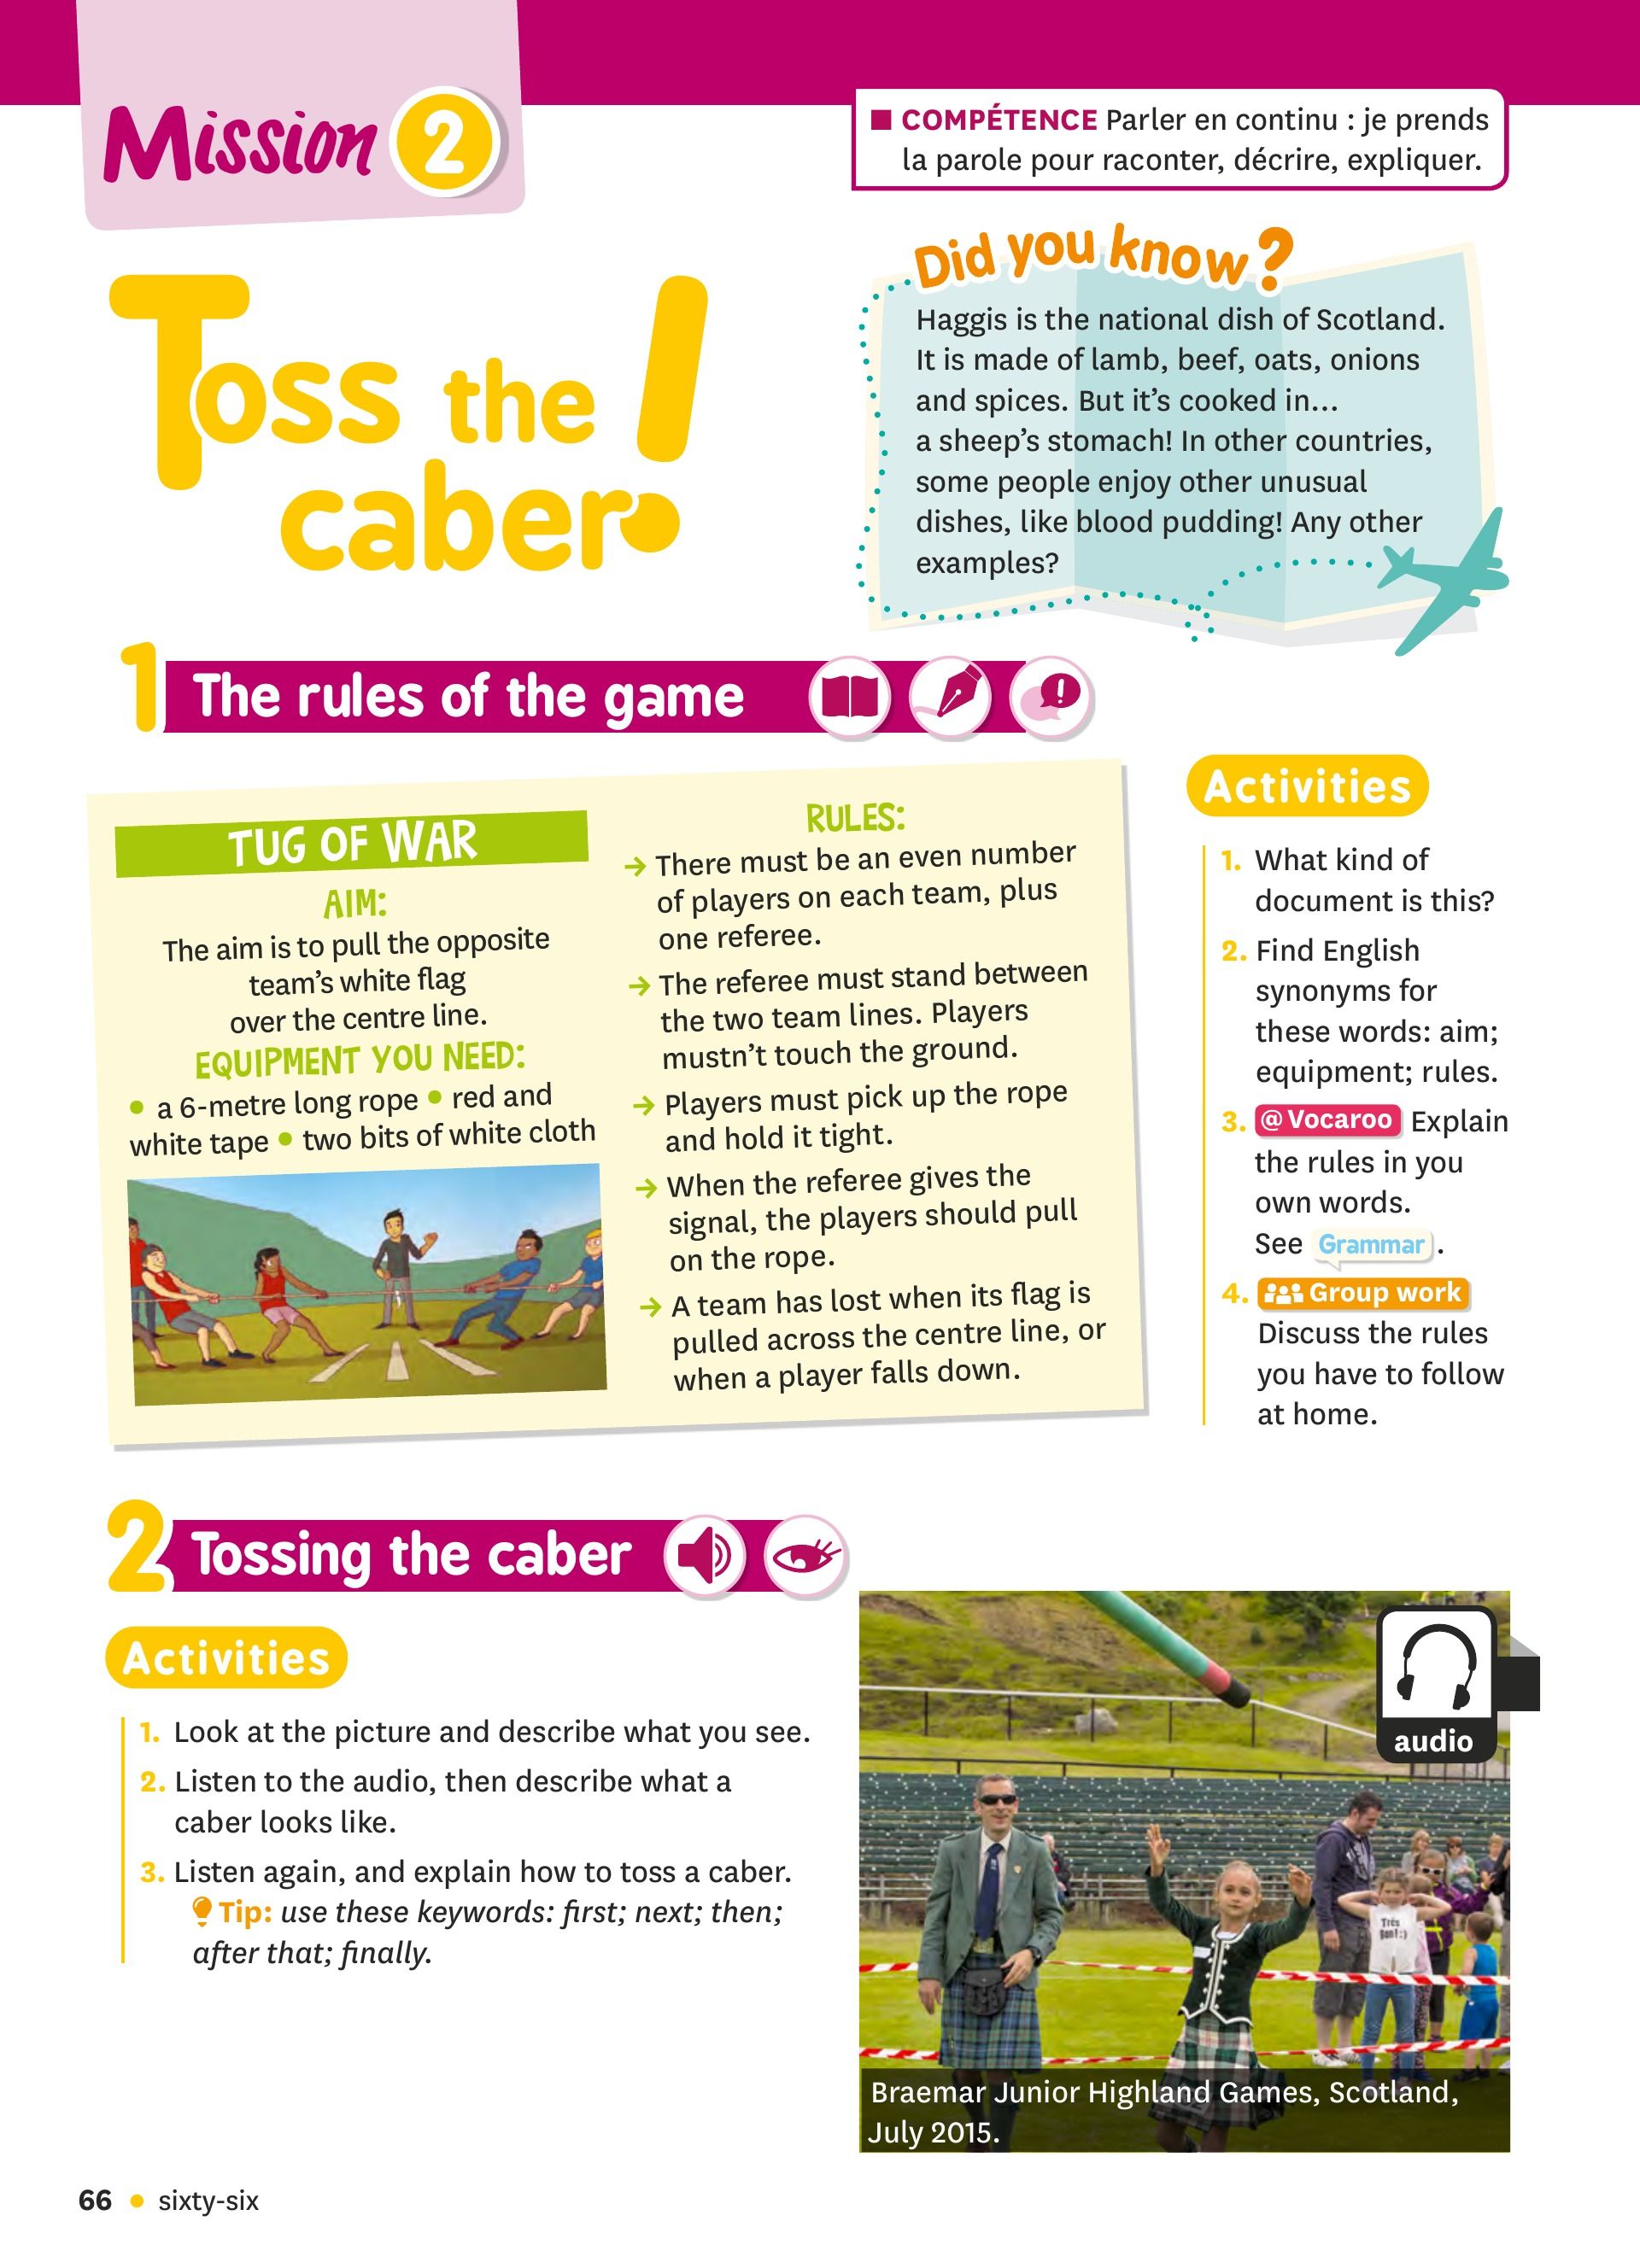 Mission 2
■ COMPÉTENCE Parler en continu : je prends
la parole pour raconter, décrire, expliquer.
Toss the
caber!
Did you know?
Haggis is the national dish of Scotland.
It is made of lamb, beef, oats, onions
and spices. But it's cooked in...
a sheep's stomach! In other countries,
some people enjoy other unusual
dishes, like blood pudding! Any other
examples?
1 The rules of the game
TUG OF WAR
AIM:
The aim is to pull the opposite
team's white flag
over the centre line.
EQUIPMENT YOU NEED:
• a 6-metre long rope • red and
white tape • two bits of white cloth
RULES:
→ There must be an even number
of players on each team, plus
one referee.
→ The referee must stand between
the two team lines. Players
mustn't touch the ground.
→ Players must pick up the rope
and hold it tight.
→ When the referee gives the
signal, the players should pull
on the rope.
→ A team has lost when its flag is
pulled across the centre line, or
when a player falls down.
Activities
1. What kind of
document is this?
2. Find English
synonyms for
these words: aim;
equipment; rules.
3. @ Vocaroo Explain
the rules in you
own words.
See Grammar.
4. Group work
Discuss the rules
you have to follow
at home.
2 Tossing the caber
Activities
1. Look at the picture and describe what you see.
2. Listen to the audio, then describe what a
caber looks like.
3. Listen again, and explain how to toss a caber.
Tip: use these keywords: first; next; then;
after that; finally.
audio
Très
Bon! :)
Braemar Junior Highland Games, Scotland,
July 2015.
66 • sixty-six